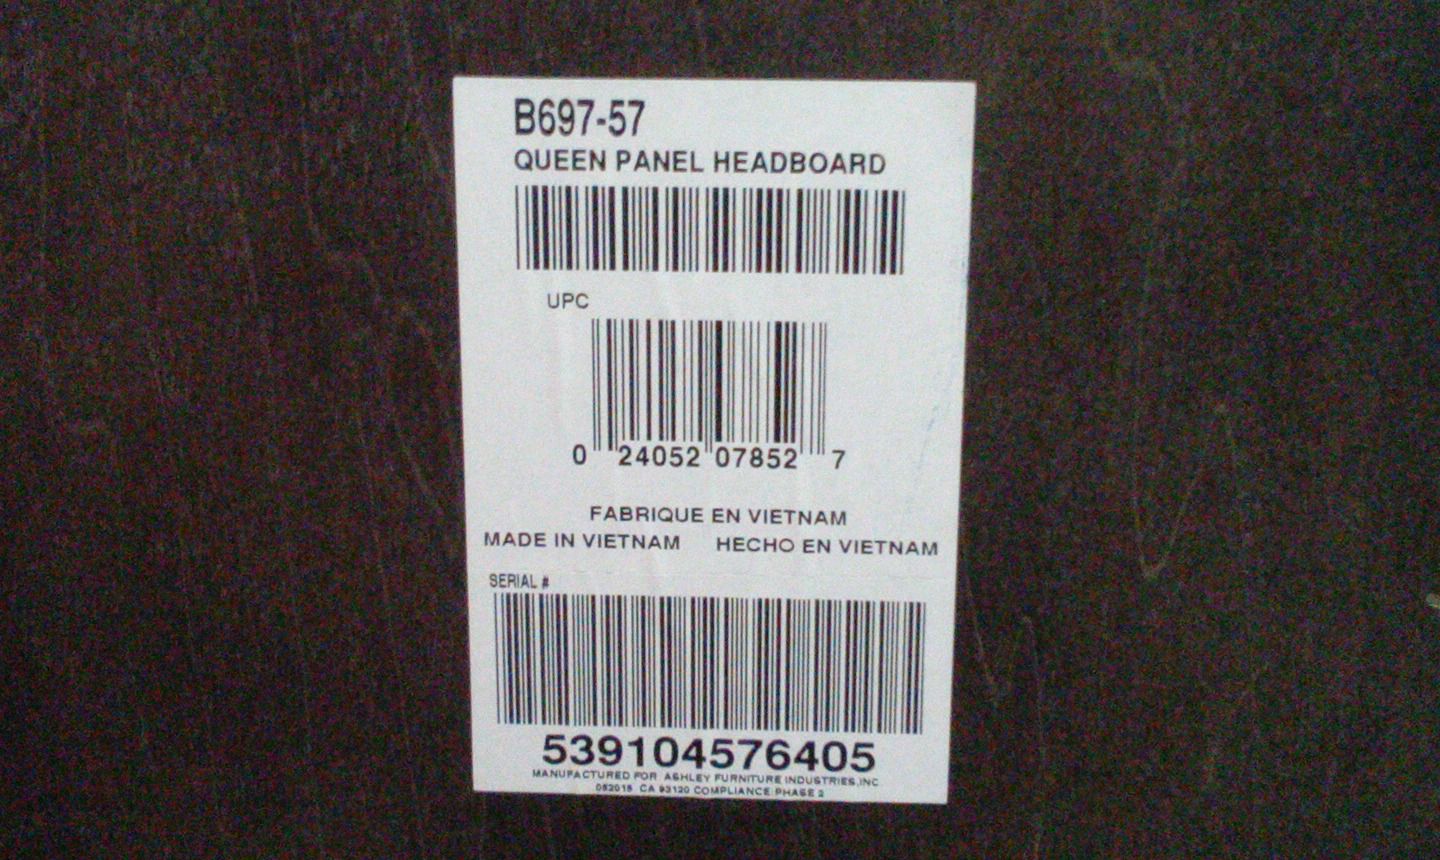 B697-57
QUEEN PANEL HEADBOARD
UPC
0 24052 07852 7
FABRIQUE EN VIETNAM
MADE IN VIETNAM HECHO EN VIETNAM
SERIAL #
539104576405
MANUFACTURED FOR ASHLEY FURNITURE INDUSTRIES,INC
052015 CA 93120 COMPLIANCE PHASE 2